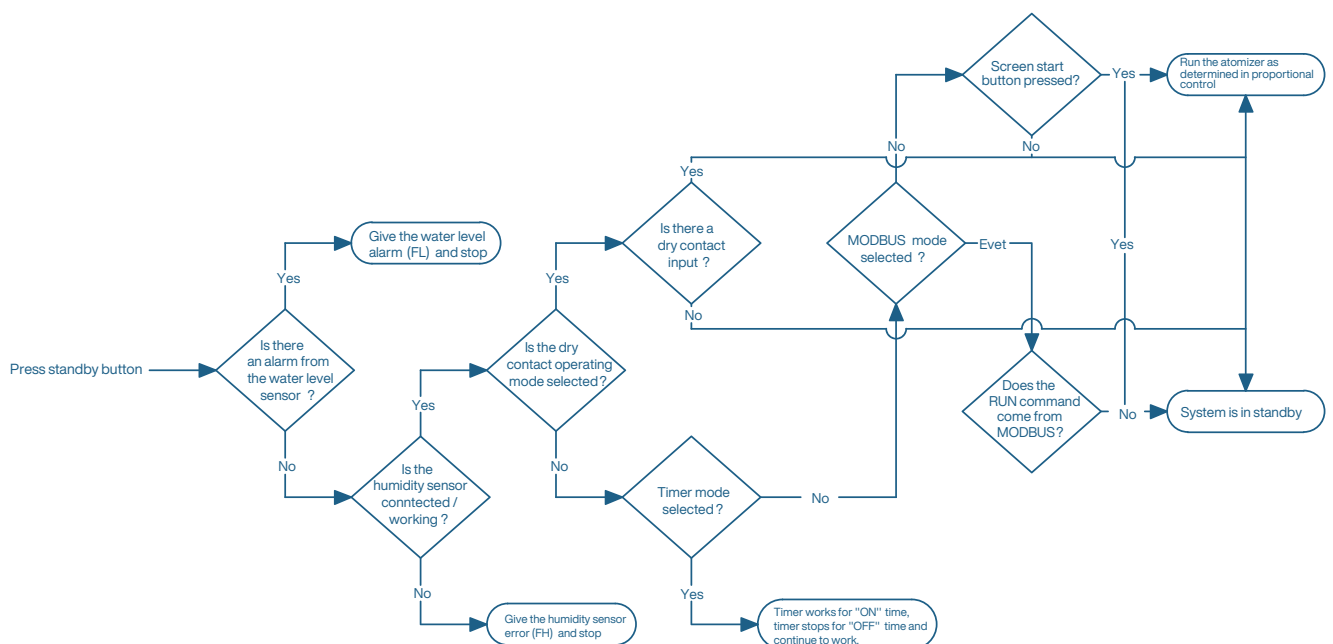 Screen start
button pressed?
Yes
Run the atomizer as
determined in proportional
control
No
No
Yes
Is there a
dry contact
input ?
MODBUS mode
selected ?
Evet
Yes
Give the water level
alarm (FL) and stop
Yes
Yes
No
Press standby button
Is there
an alarm from
the water level
sensor ?
Is the dry
contact operating
mode selected?
Does the
RUN command
come from
MODBUS?
No
System is in standby
Yes
No
Is the
humidity sensor
conntected /
working ?
No
Timer mode
selected ?
No
No
Give the humidity sensor
error (FH) and stop
Yes
Timer works for "ON" time,
timer stops for "OFF" time and
continue to work.